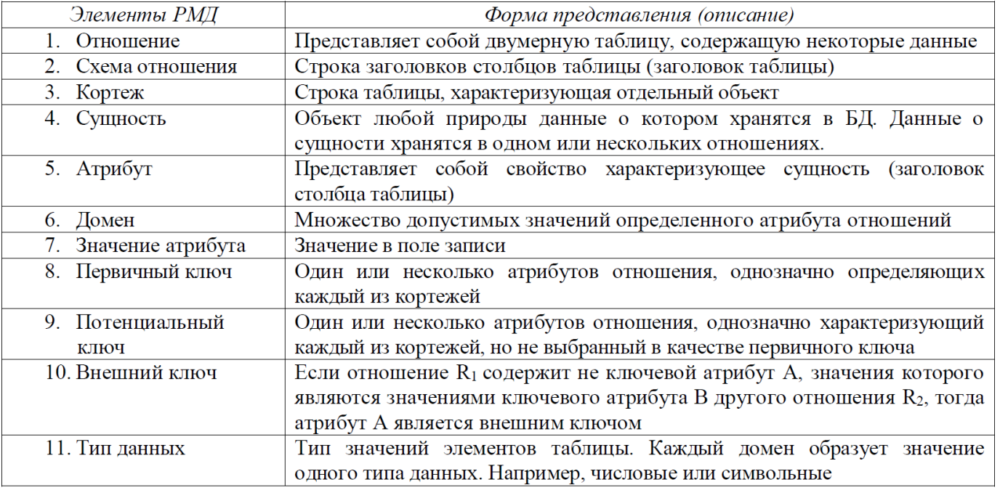 Элементы РМД Форма представления (описание)
1. Отношение Представляет собой двумерную таблицу, содержащую некоторые данные
2. Схема отношения Строка заголовков столбцов таблицы (заголовок таблицы)
3. Кортеж Строка таблицы, характеризующая отдельный объект
4. Сущность Объект любой природы данные о котором хранятся в БД. Данные о
сущности хранятся в одном или нескольких отношениях.
5. Атрибут Представляет собой свойство характеризующее сущность (заголовок
столбца таблицы)
6. Домен Множество допустимых значений определенного атрибута отношений
7. Значение атрибута Значение в поле записи
8. Первичный ключ Один или несколько атрибутов отношения, однозначно определяющих
каждый из кортежей
9. Потенциальный Один или несколько атрибутов отношения, однозначно характеризующий
ключ каждый из кортежей, но не выбранный в качестве первичного ключа
10. Внешний ключ Если отношение R₁ содержит не ключевой атрибут А, значения которого
являются значениями ключевого атрибута В другого отношения R₂, тогда
атрибут А является внешним ключом
11. Тип данных Тип значений элементов таблицы. Каждый домен образует значение
одного типа данных. Например, числовые или символьные